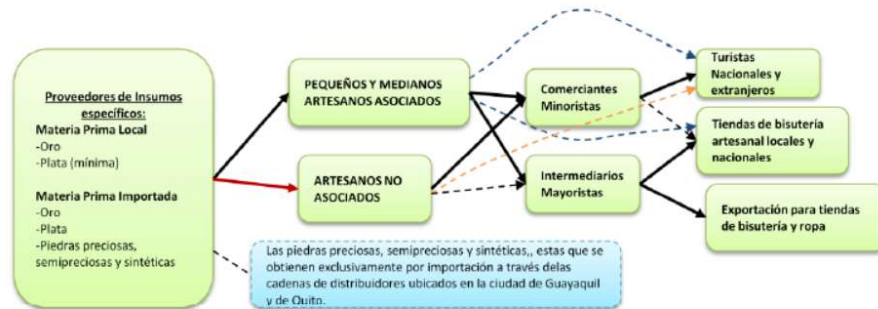 Proveedores de Insumos
específicos:
Materia Prima Local
-Oro
-Plata (mínima)
Materia Prima Importada
-Oro
-Plata
-Piedras preciosas,
semipreciosas y sintéticas
PEQUEÑOS Y MEDIANOS
ARTESANOS ASOCIADOS
ARTESANOS NO
ASOCIADOS
Comerciantes
Minoristas
Intermediarios
Mayoristas
Turistas
Nacionales y
extranjeros
Tiendas de bisutería
artesanal locales y
nacionales
Exportación para tiendas
de bisutería y ropa
Las piedras preciosas, semipreciosas y sintéticas,, estas que se
obtienen exclusivamente por importación a través delas
cadenas de distribuidores ubicados en la ciudad de Guayaquil
y de Quito.